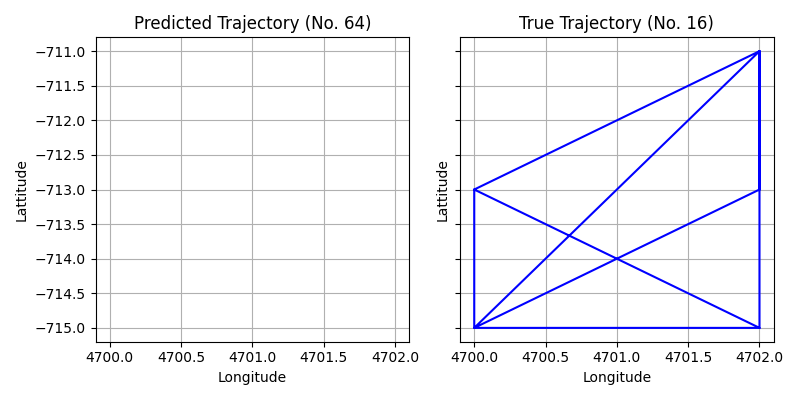 Predicted Trajectory (No. 64)
True Trajectory (No. 16)
−711.0
−711.5
−712.0
−712.5
−713.0
−713.5
−714.0
−714.5
−715.0
Lattitude
Lattitude
4700.0 4700.5 4701.0 4701.5 4702.0
4700.0 4700.5 4701.0 4701.5 4702.0
Longitude
Longitude